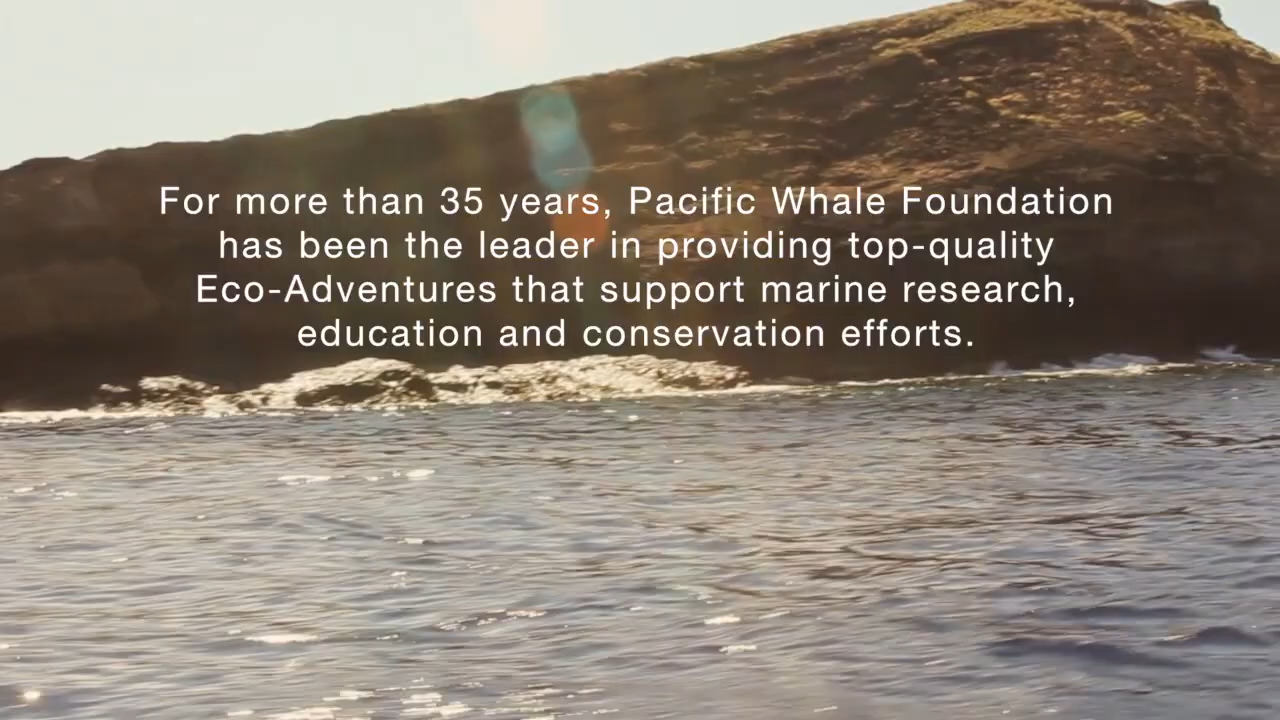 For more than 35 years, Pacific Whale Foundation
has been the leader in providing top-quality
Eco-Adventures that support marine research,
education and conservation efforts.